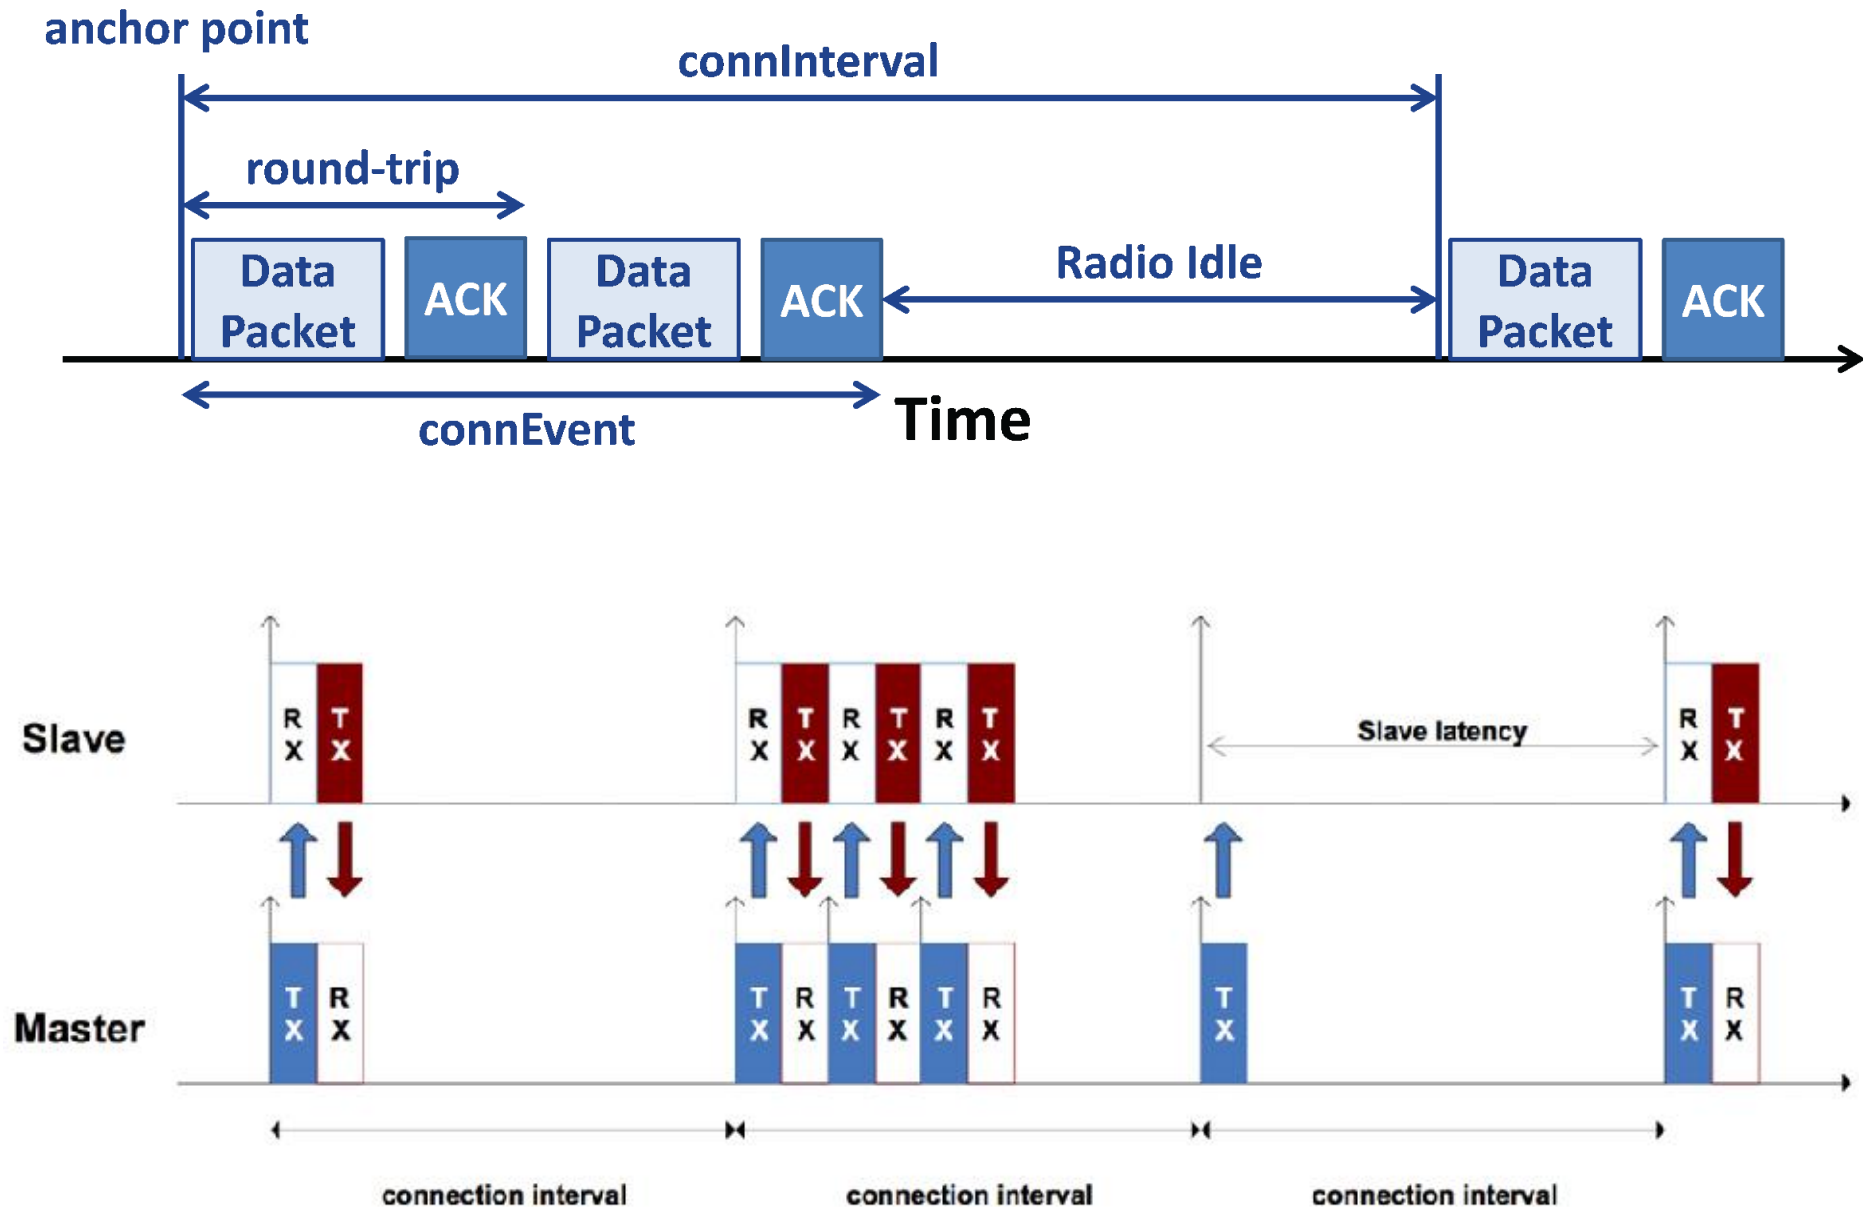 anchor point
connInterval
round-trip
Data
Packet
ACK
Data
Packet
ACK
Radio Idle
Data
Packet
ACK
connEvent
Time
Slave
R
X
T
X
R
X
T
X
R
X
T
X
R
X
T
X
Slave latency
R
X
T
X
Master
T
X
R
X
T
X
R
X
T
X
R
X
T
X
R
X
T
X
T
X
R
X
connection interval
connection interval
connection interval